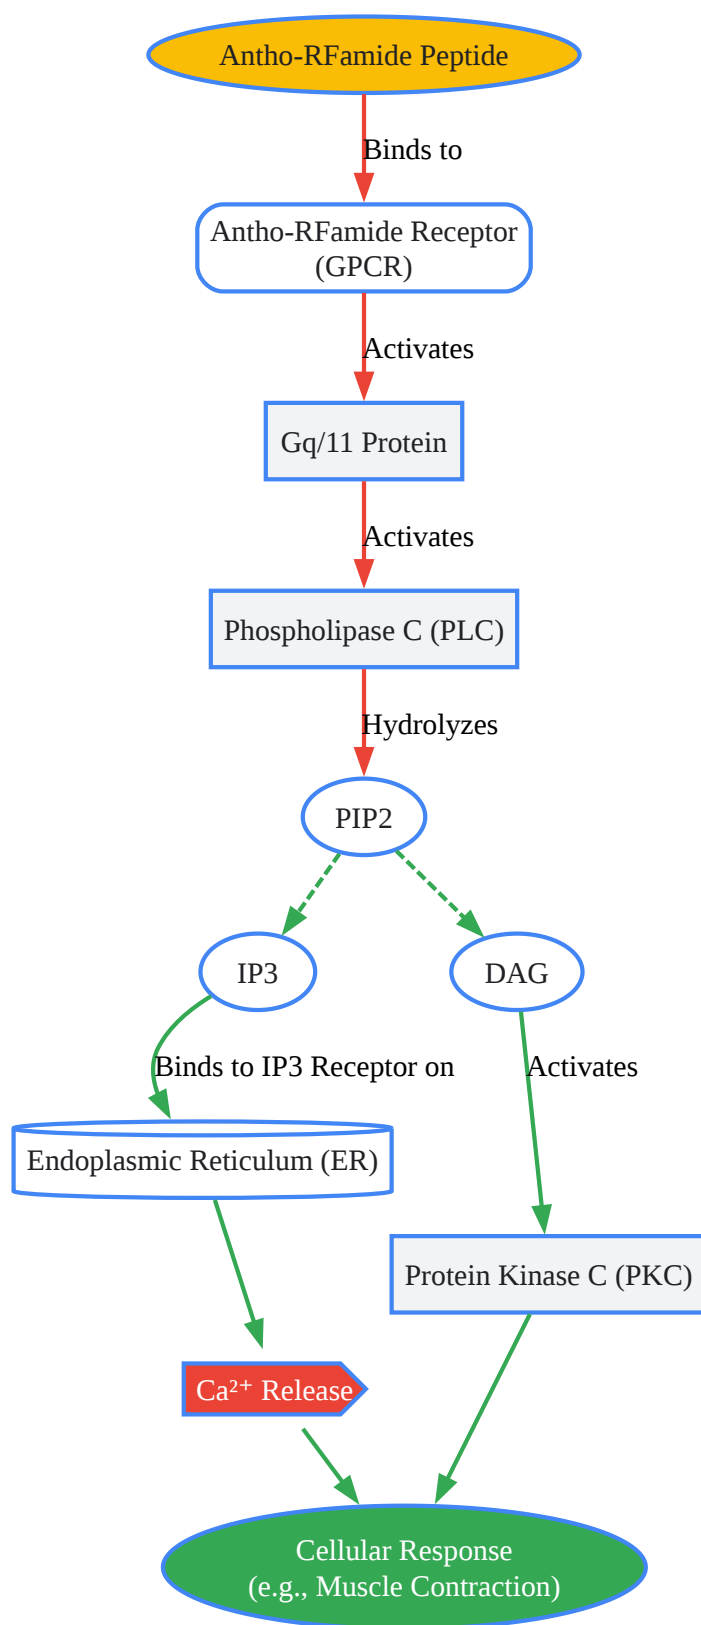 Antho-RFamide Peptide
Binds to
Antho-RFamide Receptor
(GPCR)
Activates
Gq/11 Protein
Activates
Phospholipase C (PLC)
Hydrolyzes
PIP2
IP3
DAG
Binds to IP3 Receptor on
Activates
Endoplasmic Reticulum (ER)
Protein Kinase C (PKC)
Ca²⁺ Release
Cellular Response
(e.g., Muscle Contraction)